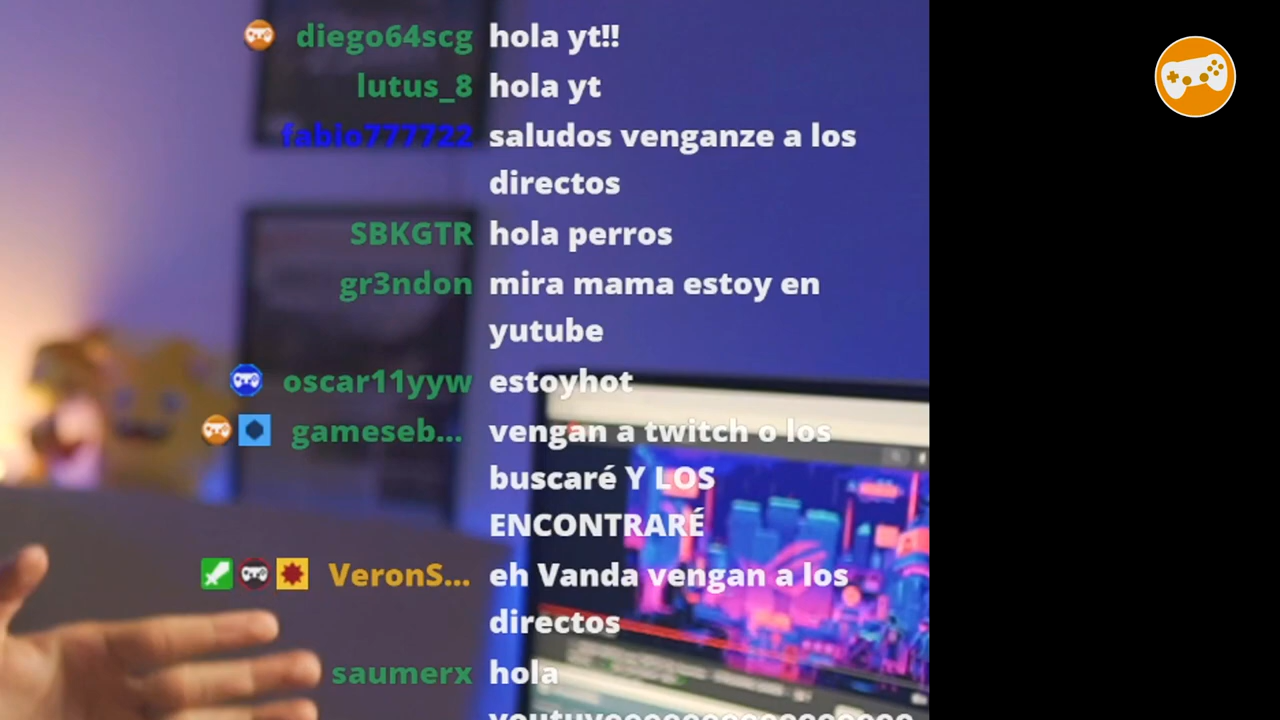 diego64scg hola yt!!
lutus_8 hola yt
fabio777722 saludos venganze a los
directos
SBKGTR hola perros
gr3ndon mira mama estoy en
yutube
oscar11yyw estoyhot
gameseb... vengan a twitch o los
buscaré Y LOS
ENCONTRARÉ
VeronS... eh Vanda vengan a los
directos
saumerx hola